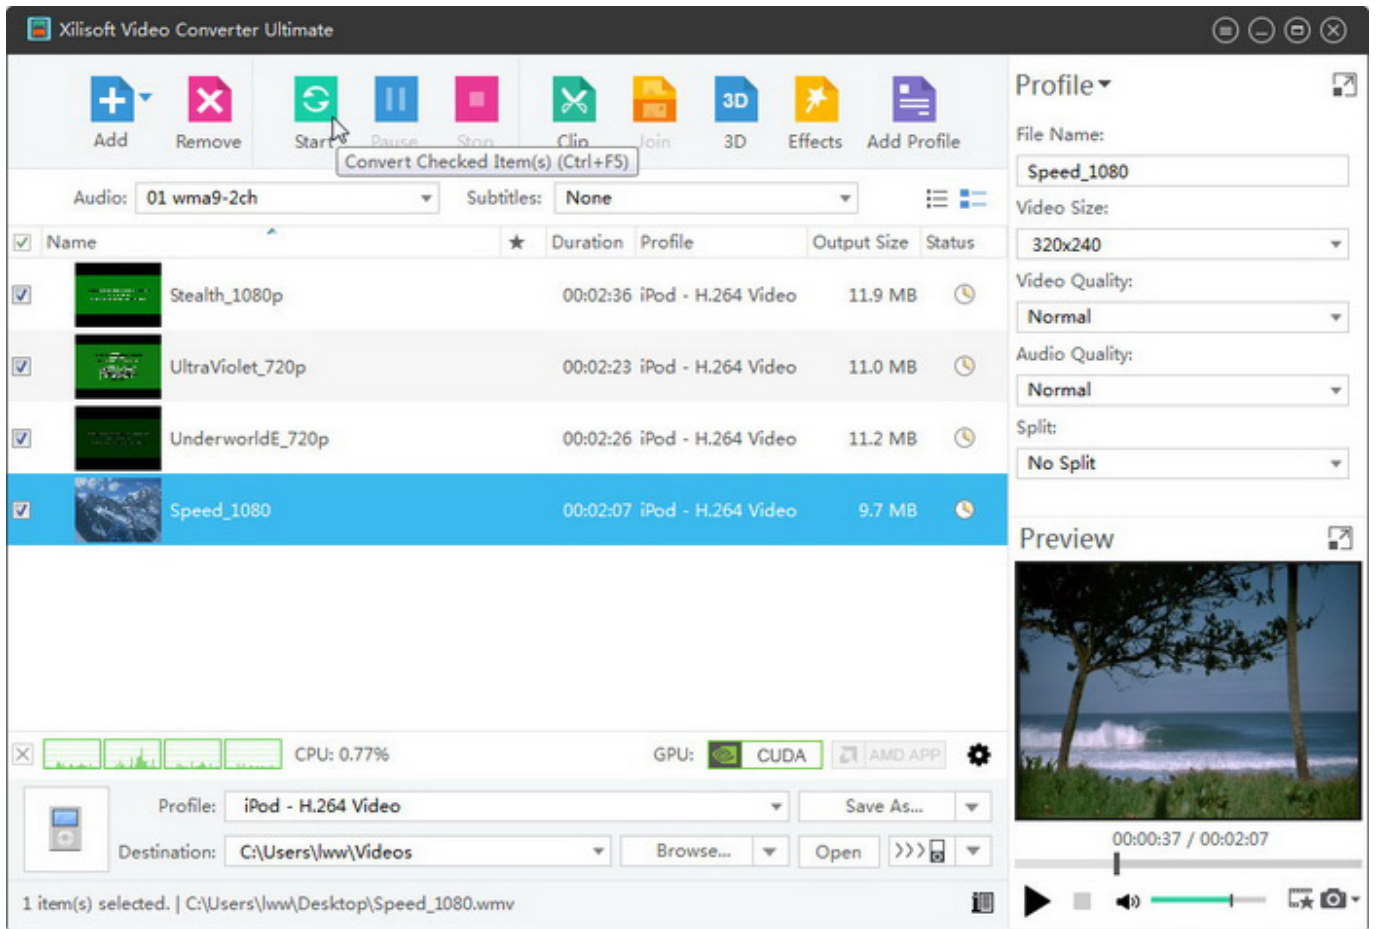 Xilisoft Video Converter Ultimate
Add
Remove
Start
Pause
Stop
Clip
Join
3D
3D
Effects
Add Profile
Convert Checked Item(s) (Ctrl+F5)
Audio: 01 wma9-2ch Subtitles: None
Name ★ Duration Profile Output Size Status
Stealth_1080p 00:02:36 iPod - H.264 Video 11.9 MB
UltraViolet_720p 00:02:23 iPod - H.264 Video 11.0 MB
UnderworldE_720p 00:02:26 iPod - H.264 Video 11.2 MB
Speed_1080 00:02:07 iPod - H.264 Video 9.7 MB
CPU: 0.77% GPU: CUDA AMD APP
Profile: iPod - H.264 Video Save As...
Destination: C:\Users\lww\Videos Browse... Open
1 item(s) selected. | C:\Users\lww\Desktop\Speed_1080.wmv
Profile
File Name:
Speed_1080
Video Size:
320x240
Video Quality:
Normal
Audio Quality:
Normal
Split:
No Split
Preview
00:00:37 / 00:02:07